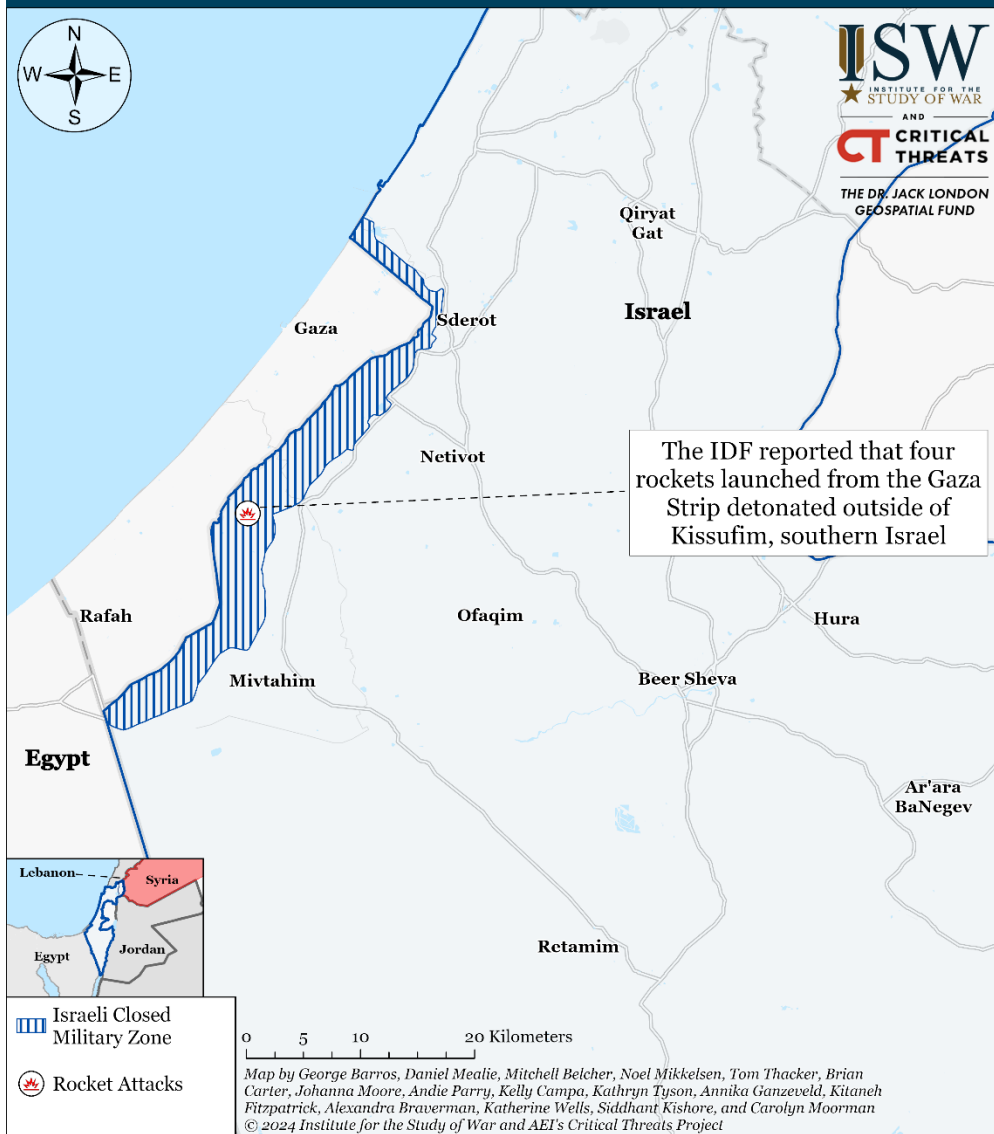 N
W
E
S
ISW
INSTITUTE FOR THE
STUDY OF WAR
AND
CT CRITICAL
THREATS
THE DR. JACK LONDON
GEOSPATIAL FUND
Qiryat
Gat
Israel
Gaza
Sderot
Netivot
The IDF reported that four
rockets launched from the Gaza
Strip detonated outside of
Kissufim, southern Israel
Rafah
Ofaqim
Hura
Mivtahim
Beer Sheva
Egypt
Ar'ara
BaNegev
Lebanon
Syria
Egypt
Jordan
Retamim
Israeli Closed
Military Zone
Rocket Attacks
0 5 10 20 Kilometers
Map by George Barros, Daniel Mealie, Mitchell Belcher, Noel Mikkelsen, Tom Thacker, Brian
Carter, Johanna Moore, Andie Parry, Kelly Campa, Kathryn Tyson, Annika Ganzeveld, Kitaneh
Fitzpatrick, Alexandra Braverman, Katherine Wells, Siddhant Kishore, and Carolyn Moorman
© 2024 Institute for the Study of War and AEI's Critical Threats Project